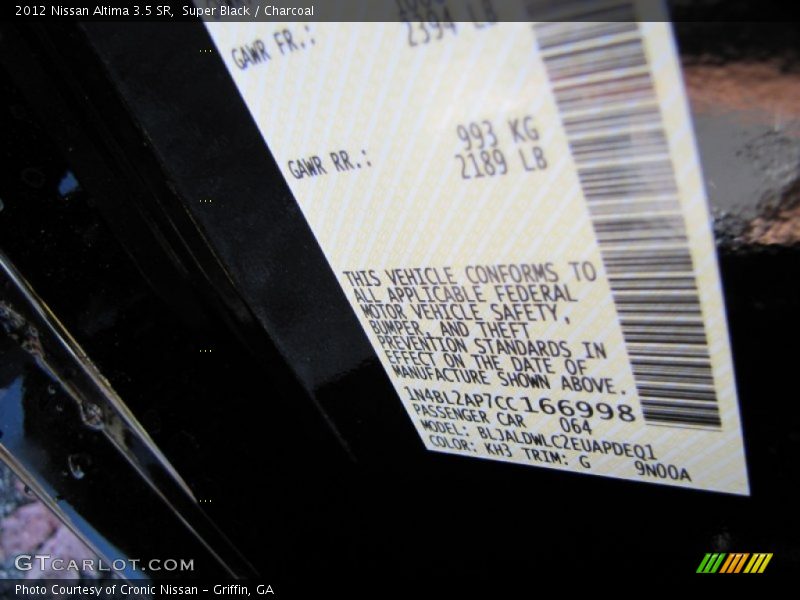 2012 Nissan Altima 3.5 SR, Super Black / Charcoal
GAWR FR.:
2394 LB
GAWR RR.:
993 KG
2189 LB
THIS VEHICLE CONFORMS TO
ALL APPLICABLE FEDERAL
MOTOR VEHICLE SAFETY,
BUMPER, AND THEFT
PREVENTION STANDARDS IN
EFFECT ON THE DATE OF
MANUFACTURE SHOWN ABOVE.
1N4BL2AP7CC166998
PASSENGER CAR 064
MODEL: BLJALDWLC2EUAPDEQ1
COLOR: KH3 TRIM: G 9N00A
GTCARLOT.COM
Photo Courtesy of Cronic Nissan - Griffin, GA